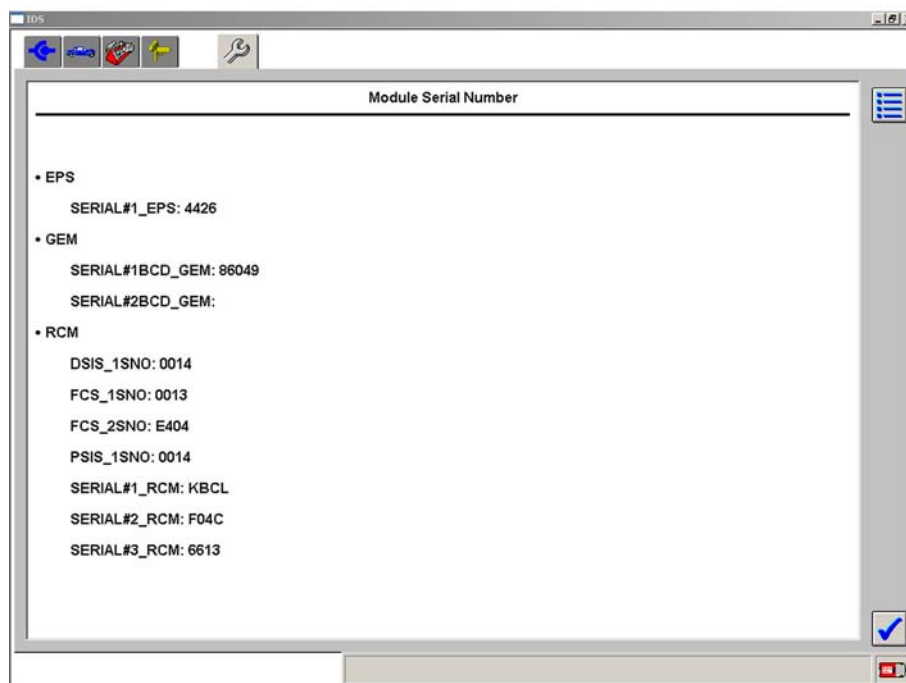 IDS
Module Serial Number
• EPS
SERIAL#1_EPS: 4426
• GEM
SERIAL#1BCD_GEM: 86049
SERIAL#2BCD_GEM:
• RCM
DSIS_1SNO: 0014
FCS_1SNO: 0013
FCS_2SNO: E404
PSIS_1SNO: 0014
SERIAL#1_RCM: KBCL
SERIAL#2_RCM: F04C
SERIAL#3_RCM: 6613